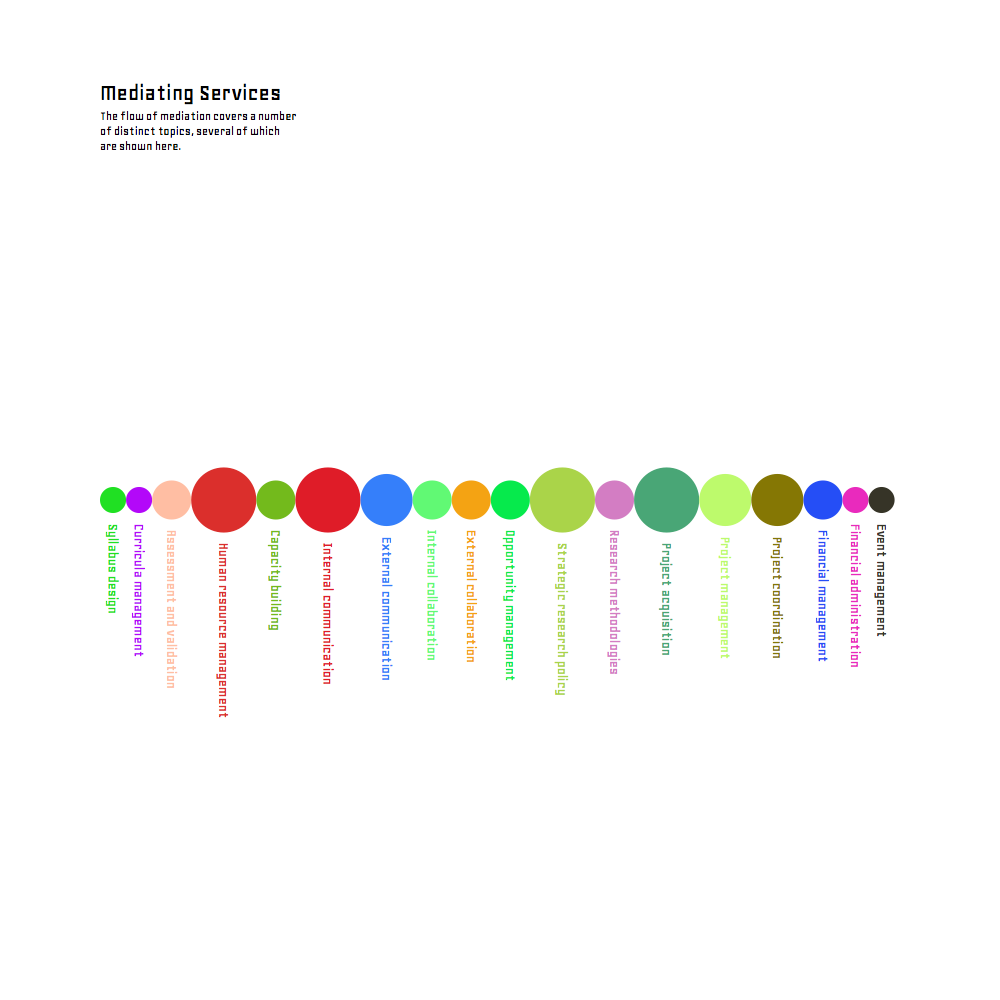 Mediating Services
The flow of mediation covers a number
of distinct topics, several of which
are shown here.
Syllabus design
Curricula management
Assessment and validation
Human resource management
Capacity building
Internal communication
External communication
Internal collaboration
External collaboration
Opportunity management
Strategic research policy
Research methodologies
Project acquisition
Project management
Project coordination
Financial management
Financial administration
Event management